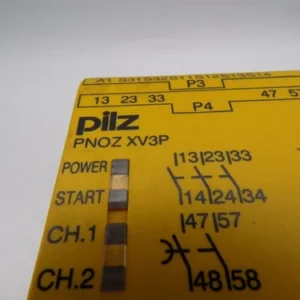 A1 S31S32S11S12S13S14
P3
13 23 33
47 57
P4
pilz
PNOZ XV3P
POWER
13 23 33
START
14 24 34
CH.1
47 57
CH.2
48 58